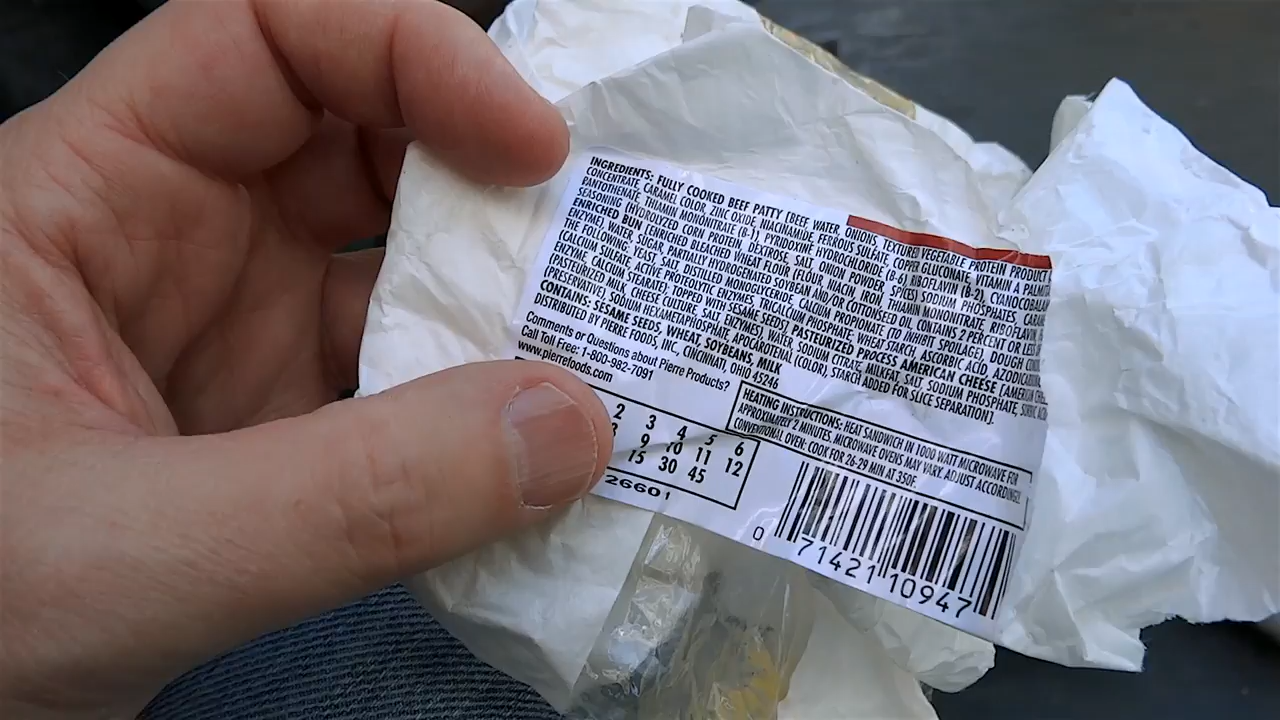 INGREDIENTS: FULLY COOKED BEEF PATTY [BEEF, WATER, ONIONS, TEXTURED VEGETABLE PROTEIN PRODUCT
CONCENTRATE, CARAMEL COLOR, ZINC OXIDE, NIACINAMIDE, FERROUS SULFATE, COPPER GLUCONATE, VITAMIN A PALMIT
PANTOTHENATE, THIAMIN MONONITRATE (B-1), PYRIDOXINE HYDROCHLORIDE (B-6), RIBOFLAVIN (B-2), CYANOCOBAL
SEASONING (HYDROLYZED CORN PROTEIN, DEXTROSE, SALT, ONION POWDER, SPICES) SODIUM PHOSPHATES, CARAM
ENRICHED BUN [ENRICHED BLEACHED WHEAT FLOUR (FLOUR, NIACIN, IRON, THIAMIN MONONITRATE, RIBOFLAVIN
ENZYME), WATER, SUGAR, PARTIALLY HYDROGENATED SOYBEAN AND/OR COTTONSEED OIL, CONTAINS 2 PERCENT OR LESS
THE FOLLOWING: YEAST, SALT, DISTILLED MONOGLYCERIDE, CALCIUM PROPIONATE (TO INHIBIT SPOILAGE), DOUGH
CALCIUM SULFATE, ACTIVE PROTEOLYTIC ENZYMES, TRICALCIUM PHOSPHATE, WHEAT STARCH, ASCORBIC ACID, AZODICARB
ENZYME, CALCIUM STEARATE); TOPPED WITH SESAME SEEDS] PASTEURIZED PROCESS AMERICAN CHEESE [AMERICAN CHE
(PASTEURIZED MILK, CHEESE CULTURE, SALT, ENZYMES), WATER, SODIUM CITRATE, MILKFAT, SALT, SODIUM PHOSPHATE, SORBIC ACID
(PRESERVATIVE), SODIUM HEXAMETAPHOSPHATE, APOCAROTENAL (COLOR), STARCH ADDED FOR SLICE SEPARATION].
CONTAINS: SESAME SEEDS, WHEAT, SOYBEANS, MILK
DISTRIBUTED BY PIERRE FOODS, INC., CINCINNATI, OHIO 45246
Comments or Questions about Pierre Products?
Call Toll Free: 1-800-982-7091
www.pierrefoods.com
HEATING INSTRUCTIONS: HEAT SANDWICH IN 1000 WATT MICROWAVE FOR
APPROXIMATELY 2 MINUTES. MICROWAVE OVENS MAY VARY. ADJUST ACCORDINGLY.
CONVENTIONAL OVEN: COOK FOR 26-29 MIN AT 350F.
2 3 4 5 6
9 10 11 12
15 30 45
26601
0 71421 10947